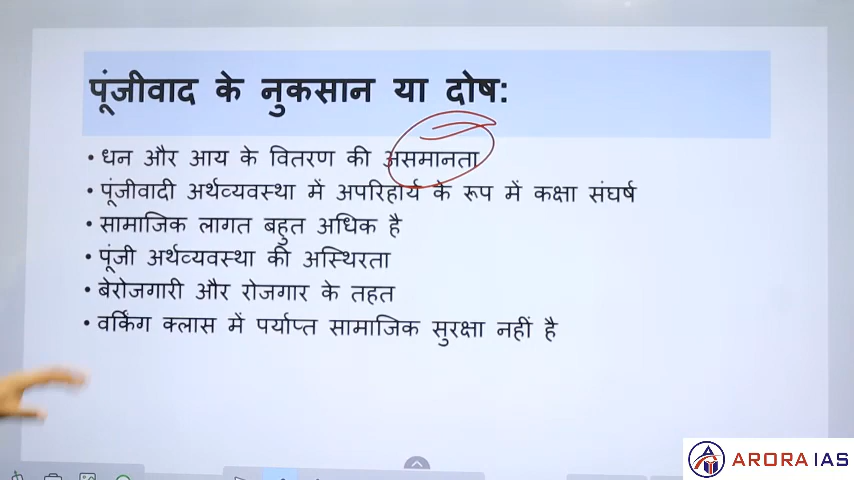 पूंजीवाद के नुकसान या दोष:
• धन और आय के वितरण की असमानता
• पूंजीवादी अर्थव्यवस्था में अपरिहार्य के रूप में कक्षा संघर्ष
• सामाजिक लागत बहुत अधिक है
• पूंजी अर्थव्यवस्था की अस्थिरता
• बेरोजगारी और रोजगार के तहत
• वर्किंग क्लास में पर्याप्त सामाजिक सुरक्षा नहीं है
ARORA IAS